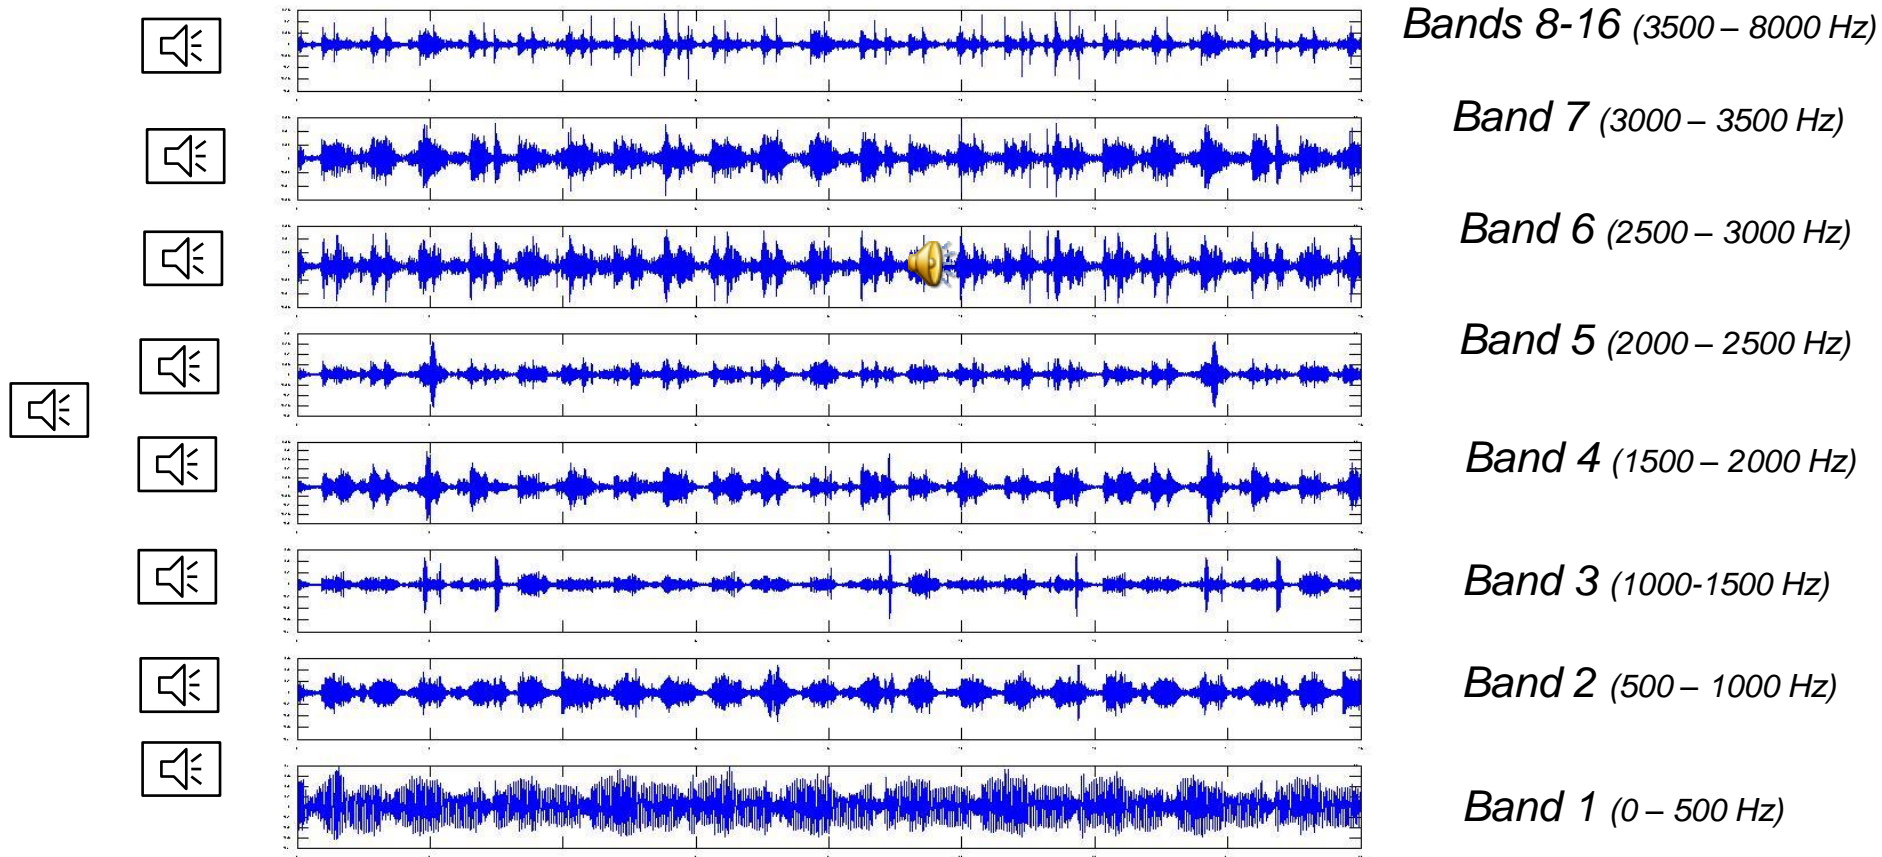 Bands 8-16 (3500 – 8000 Hz)
Band 7 (3000 – 3500 Hz)
Band 6 (2500 – 3000 Hz)
Band 5 (2000 – 2500 Hz)
Band 4 (1500 – 2000 Hz)
Band 3 (1000-1500 Hz)
Band 2 (500 – 1000 Hz)
Band 1 (0 – 500 Hz)